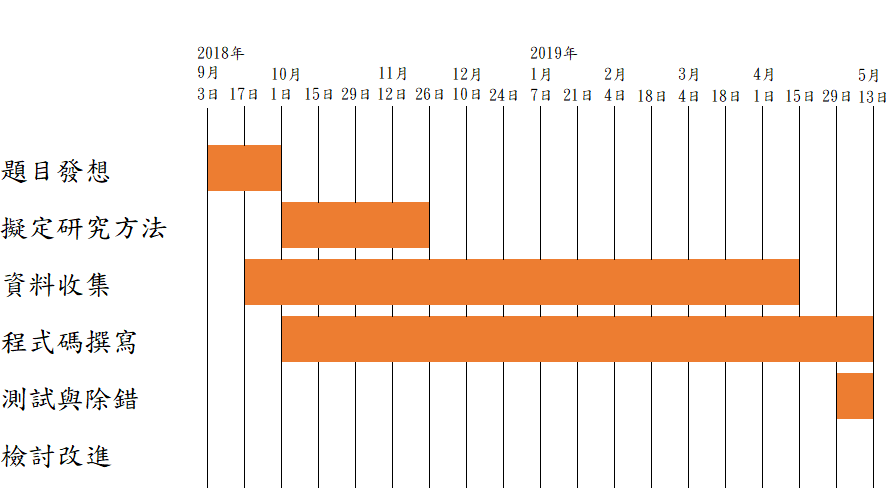 2018年 2019年
9月 10月 11月 12月 1月 2月 3月 4月 5月
3日 17日 1日 15日 29日 12日 26日 10日 24日 7日 21日 4日 18日 4日 18日 1日 15日 29日 13日
題目發想
擬定研究方法
資料收集
程式碼撰寫
測試與除錯
檢討改進